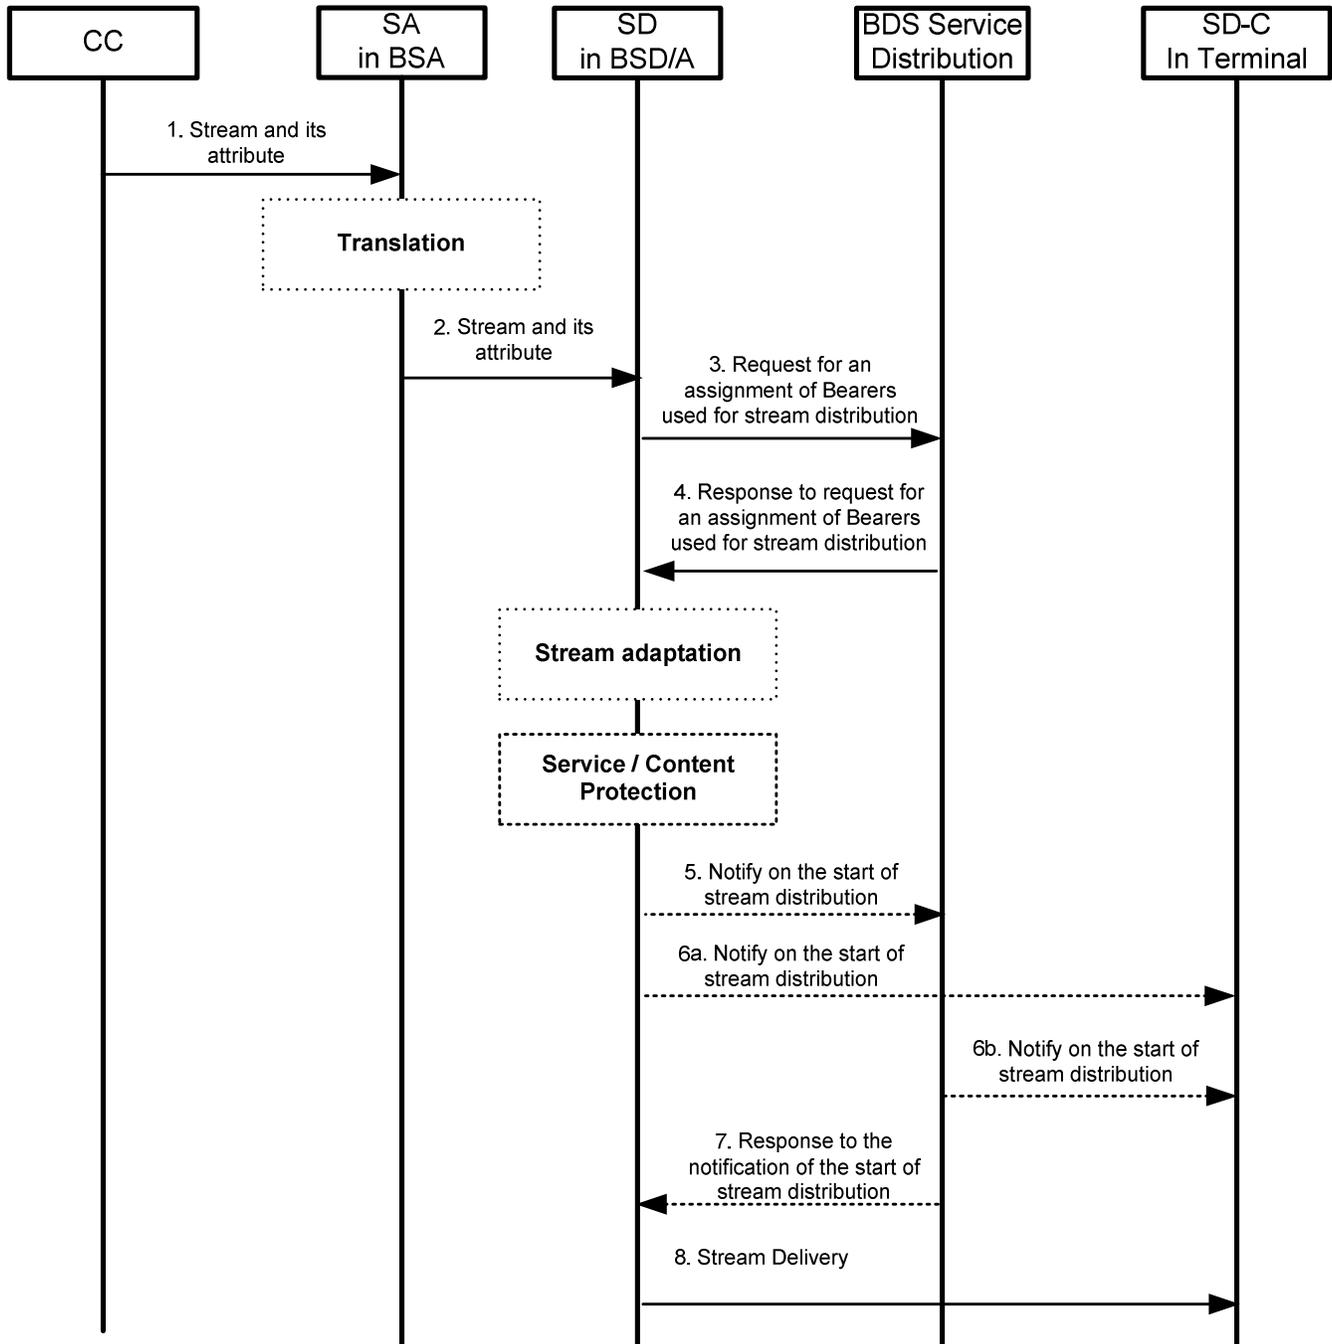 CC
SA
in BSA
SD
in BSD/A
BDS Service
Distribution
SD-C
In Terminal
1. Stream and its
attribute
Translation
2. Stream and its
attribute
3. Request for an
assignment of Bearers
used for stream distribution
4. Response to request for
an assignment of Bearers
used for stream distribution
Stream adaptation
Service / Content
Protection
5. Notify on the start of
stream distribution
6a. Notify on the start of
stream distribution
6b. Notify on the start of
stream distribution
7. Response to the
notification of the start of
stream distribution
8. Stream Delivery